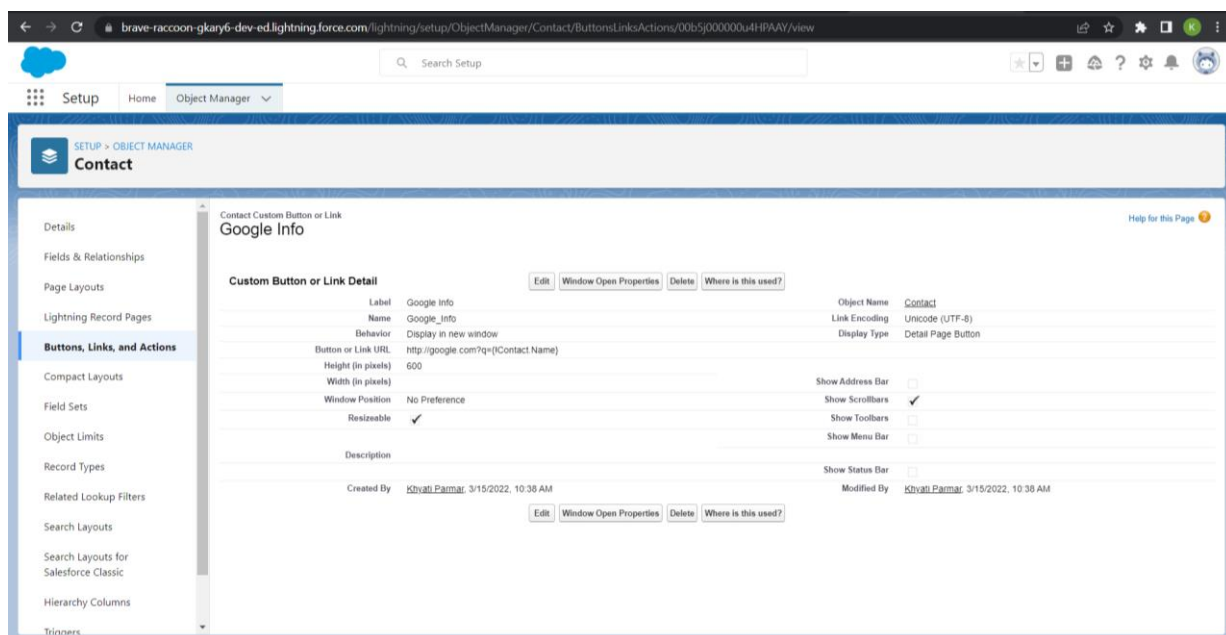 brave-raccoon-gkary6-dev-ed.lightning.force.com/lightning/setup/ObjectManager/Contact/ButtonsLinksActions/00b5j000000u4HPAAY/view
K
Search Setup
Setup Home Object Manager
SETUP > OBJECT MANAGER
Contact
Details
Fields & Relationships
Page Layouts
Lightning Record Pages
Buttons, Links, and Actions
Compact Layouts
Field Sets
Object Limits
Record Types
Related Lookup Filters
Search Layouts
Search Layouts for
Salesforce Classic
Hierarchy Columns
Triggers
Contact Custom Button or Link
Google Info
Help for this Page
Custom Button or Link Detail Edit Window Open Properties Delete Where is this used?
Label Google Info Object Name Contact
Name Google_Info Link Encoding Unicode (UTF-8)
Behavior Display in new window Display Type Detail Page Button
Button or Link URL http://google.com?q={!Contact.Name}
Height (in pixels) 600
Width (in pixels) Show Address Bar
Window Position No Preference Show Scrollbars
Resizeable Show Toolbars
Show Menu Bar
Description
Show Status Bar
Created By Khyati Parmar, 3/15/2022, 10:38 AM Modified By Khyati Parmar, 3/15/2022, 10:38 AM
Edit Window Open Properties Delete Where is this used?